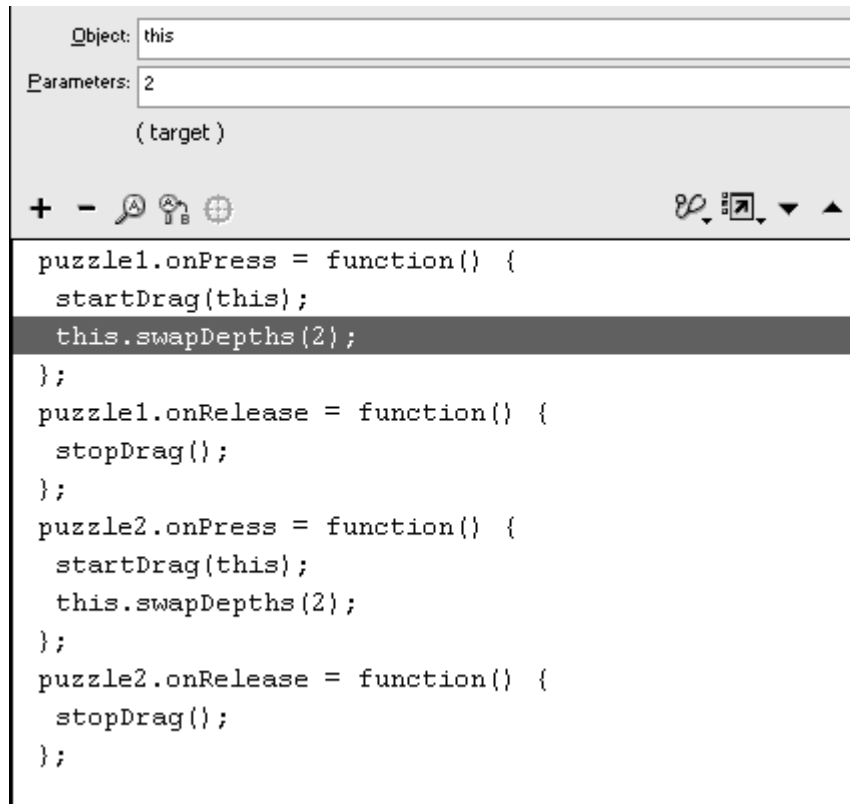 Object: this
Parameters: 2
( target )
puzzle1.onPress = function() {
startDrag(this);
this.swapDepths(2);
};
puzzle1.onRelease = function() {
stopDrag();
};
puzzle2.onPress = function() {
startDrag(this);
this.swapDepths(2);
};
puzzle2.onRelease = function() {
stopDrag();
};